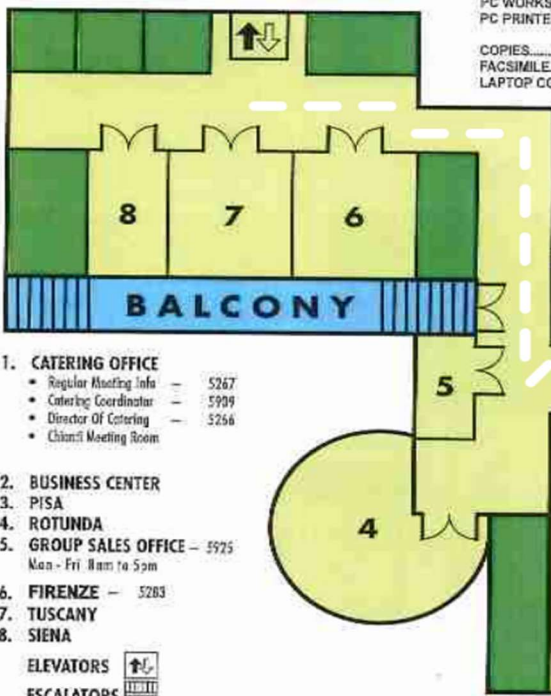 PC WORKS
PC PRINTE
COPIES......
FACSIMILE
LAPTOP CO
8
7
6
BALCONY
5
4
1. CATERING OFFICE
• Regular Meeting Info – 5267
• Catering Coordinator – 5909
• Director Of Catering – 5266
• Chianti Meeting Room
2. BUSINESS CENTER
3. PISA
4. ROTUNDA
5. GROUP SALES OFFICE – 5925
Mon - Fri 8am to 5pm
6. FIRENZE – 5283
7. TUSCANY
8. SIENA
ELEVATORS
ESCALATORS